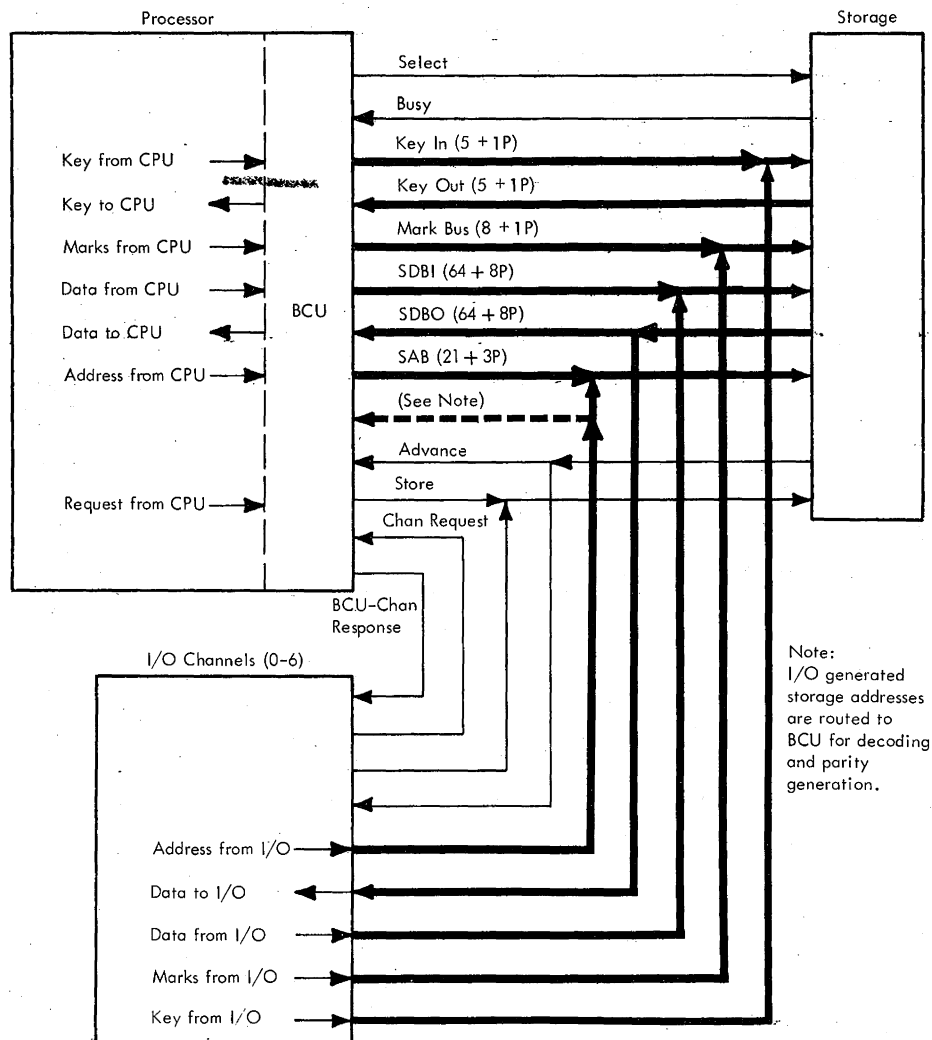 Processor
Storage
Select
Busy
Key from CPU
Key In (5 + 1P)
Key to CPU
Key Out (5 + 1P)
Marks from CPU
Mark Bus (8 + 1P)
Data from CPU
SDBI (64 + 8P)
BCU
Data to CPU
SDBO (64 + 8P)
Address from CPU
SAB (21 + 3P)
(See Note)
Advance
Request from CPU
Store
Chan Request
BCU-Chan
Response
I/O Channels (0-6)
Note:
I/O generated
storage addresses
are routed to
BCU for decoding
and parity
generation.
Address from I/O
Data to I/O
Data from I/O
Marks from I/O
Key from I/O